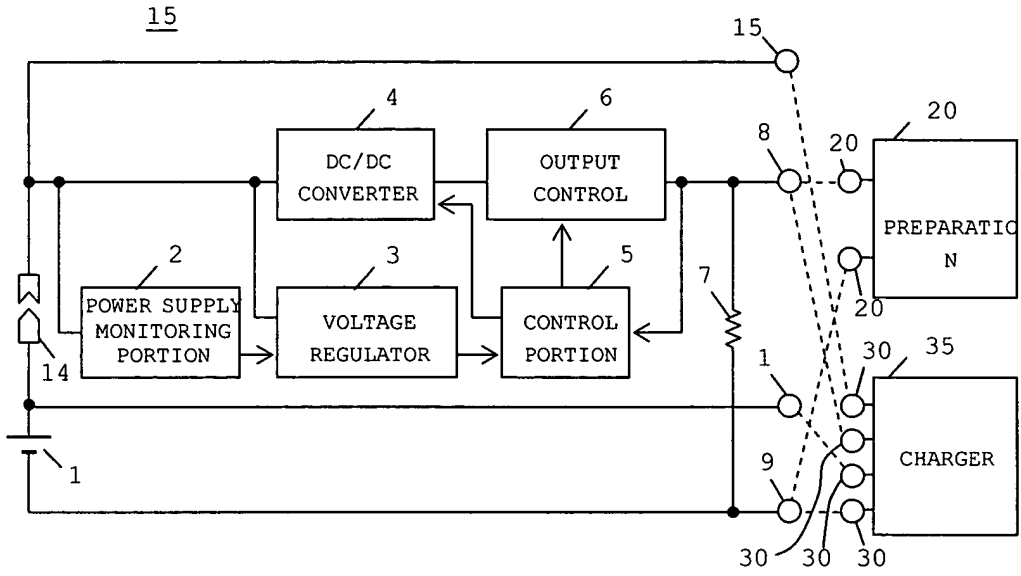 15
15
4
6
8
20
20
DC/DC
CONVERTER
OUTPUT
CONTROL
PREPARATIO
N
2
3
5
7
20
POWER SUPPLY
MONITORING
PORTION
VOLTAGE
REGULATOR
CONTROL
PORTION
14
1
30
35
1
9
CHARGER
30
30
30